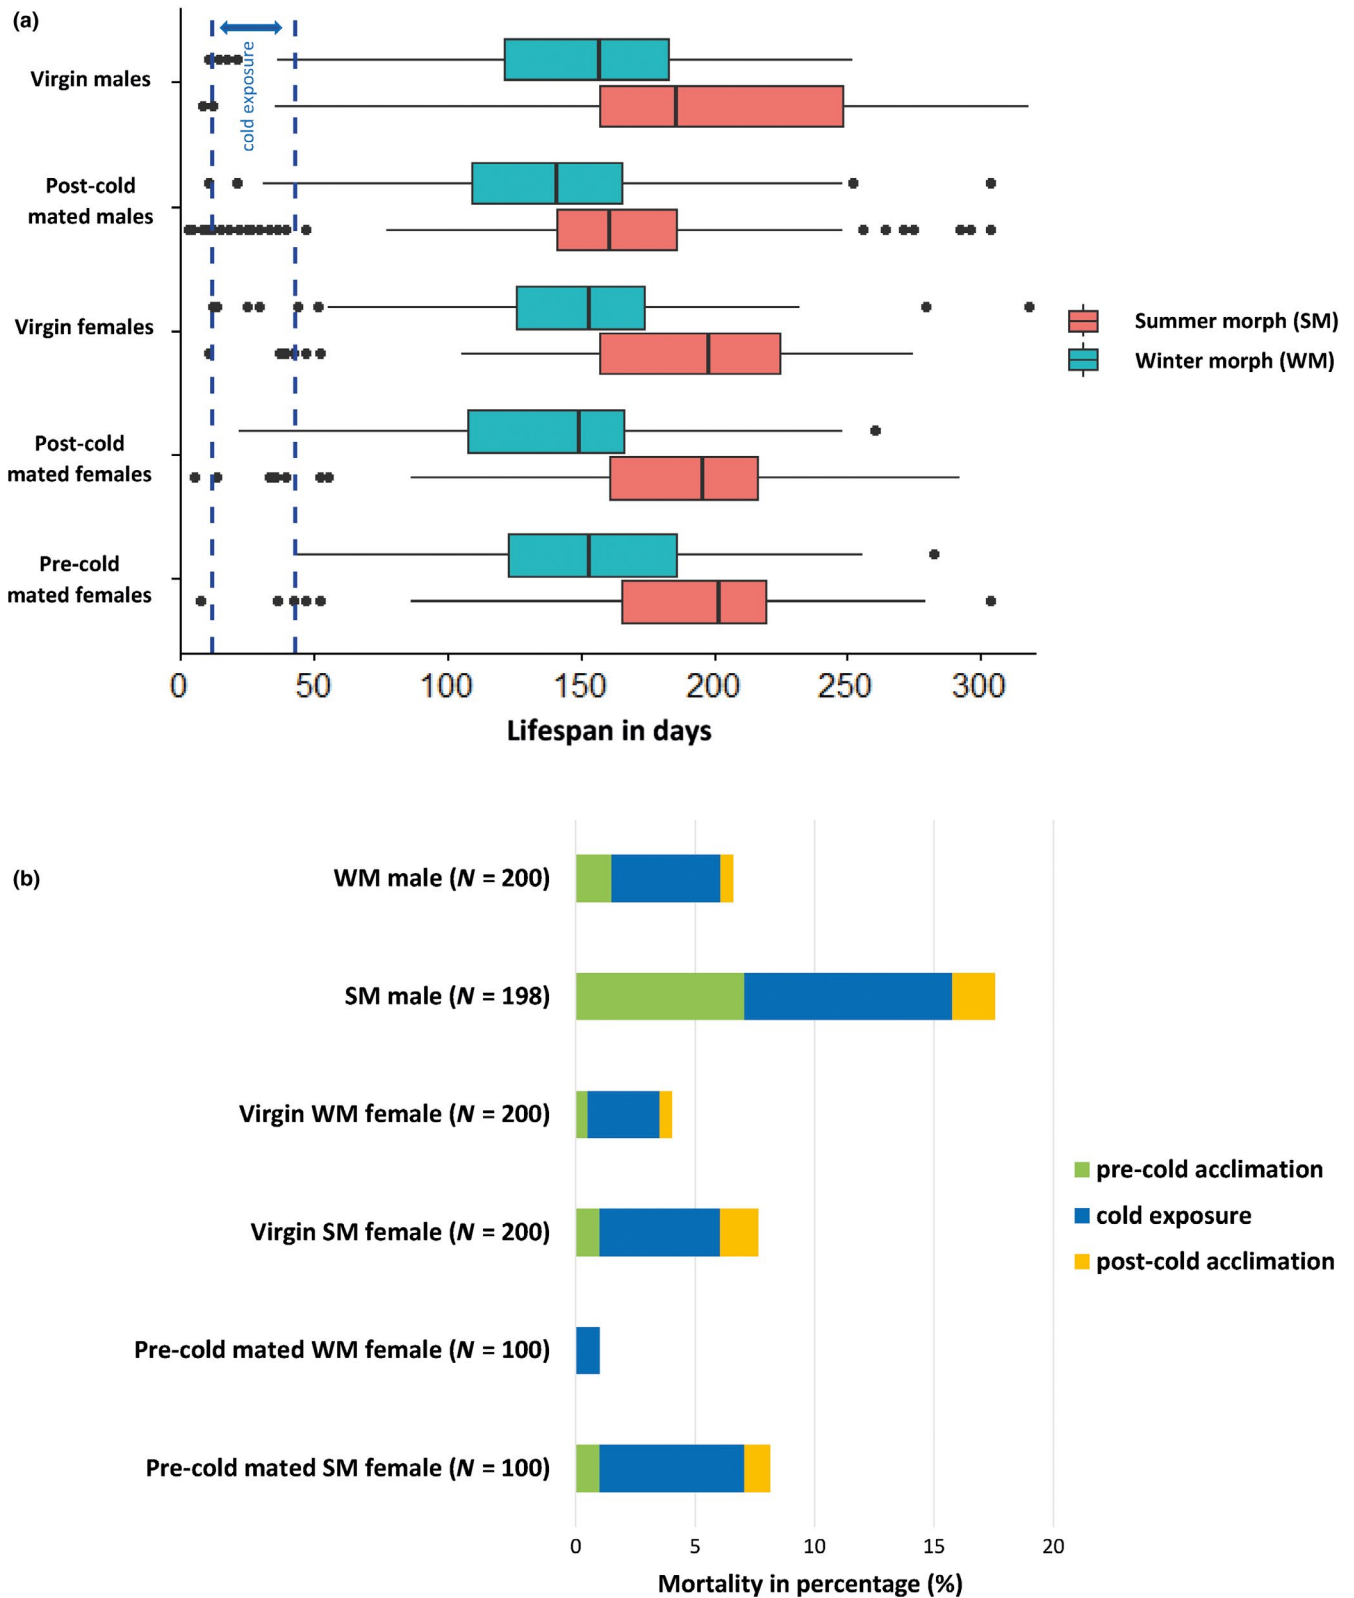 (a)
cold exposure
Virgin males
Post-cold
mated males
Virgin females
Post-cold
mated females
Pre-cold
mated females
Summer morph (SM)
Winter morph (WM)
0 50 100 150 200 250 300
Lifespan in days
(b)
WM male (N = 200)
SM male (N = 198)
Virgin WM female (N = 200)
Virgin SM female (N = 200)
Pre-cold mated WM female (N = 100)
Pre-cold mated SM female (N = 100)
pre-cold acclimation
cold exposure
post-cold acclimation
0 5 10 15 20
Mortality in percentage (%)